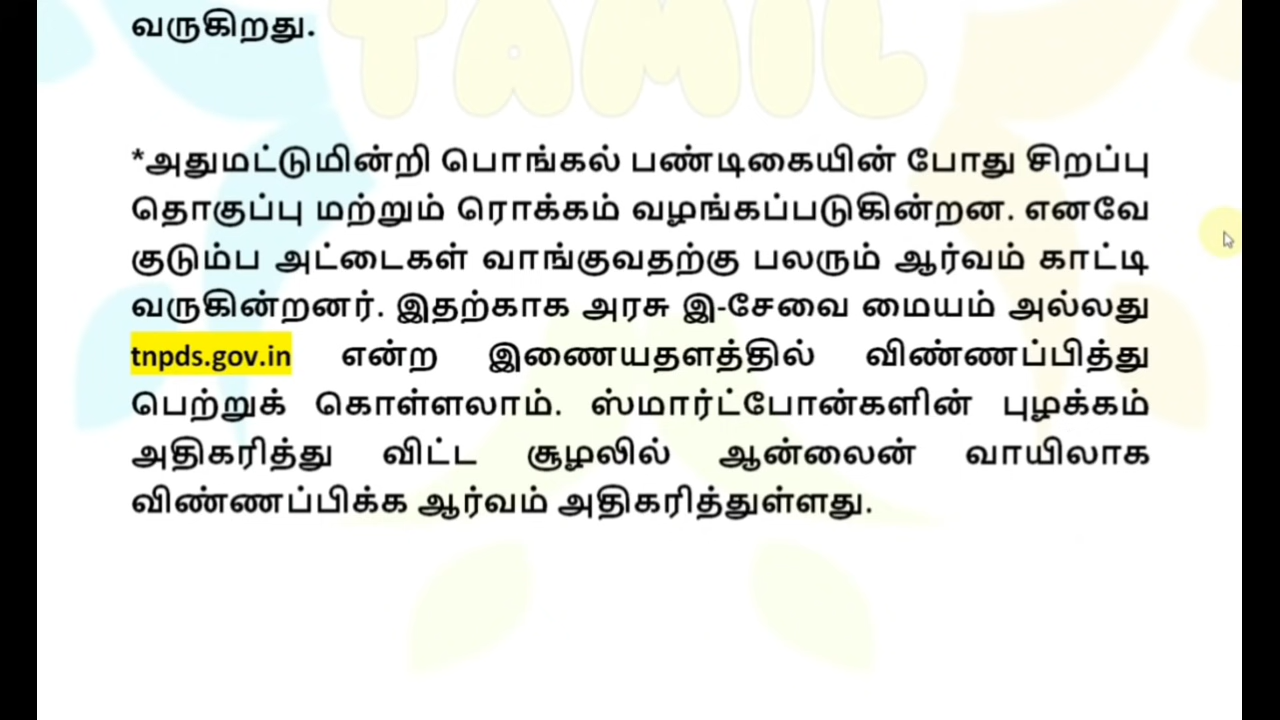 TAMIL
வருகிறது.
*அதுமட்டுமின்றி பொங்கல் பண்டிகையின் போது சிறப்பு
தொகுப்பு மற்றும் ரொக்கம் வழங்கப்படுகின்றன. எனவே
குடும்ப அட்டைகள் வாங்குவதற்கு பலரும் ஆர்வம் காட்டி
வருகின்றனர். இதற்காக அரசு இ-சேவை மையம் அல்லது
tnpds.gov.in என்ற இணையதளத்தில் விண்ணப்பித்து
பெற்றுக் கொள்ளலாம். ஸ்மார்ட்போன்களின் புழக்கம்
அதிகரித்து விட்ட சூழலில் ஆன்லைன் வாயிலாக
விண்ணப்பிக்க ஆர்வம் அதிகரித்துள்ளது.